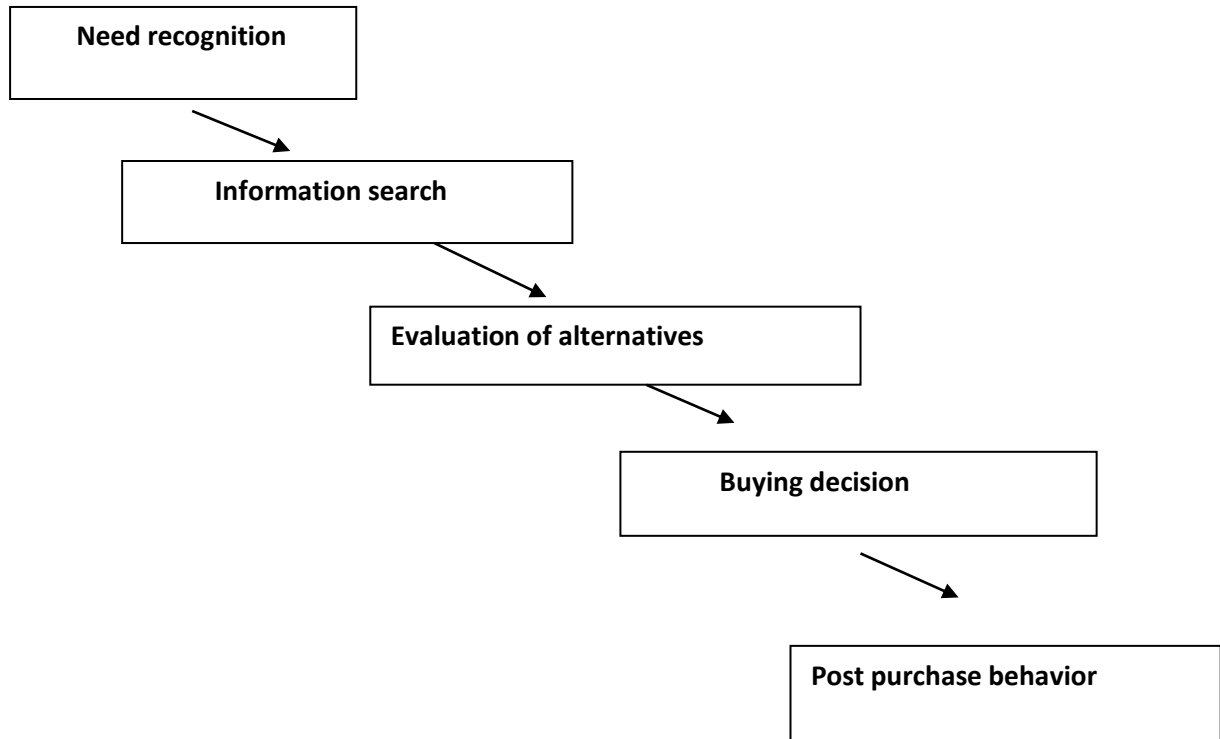 Need recognition
Information search
Evaluation of alternatives
Buying decision
Post purchase behavior